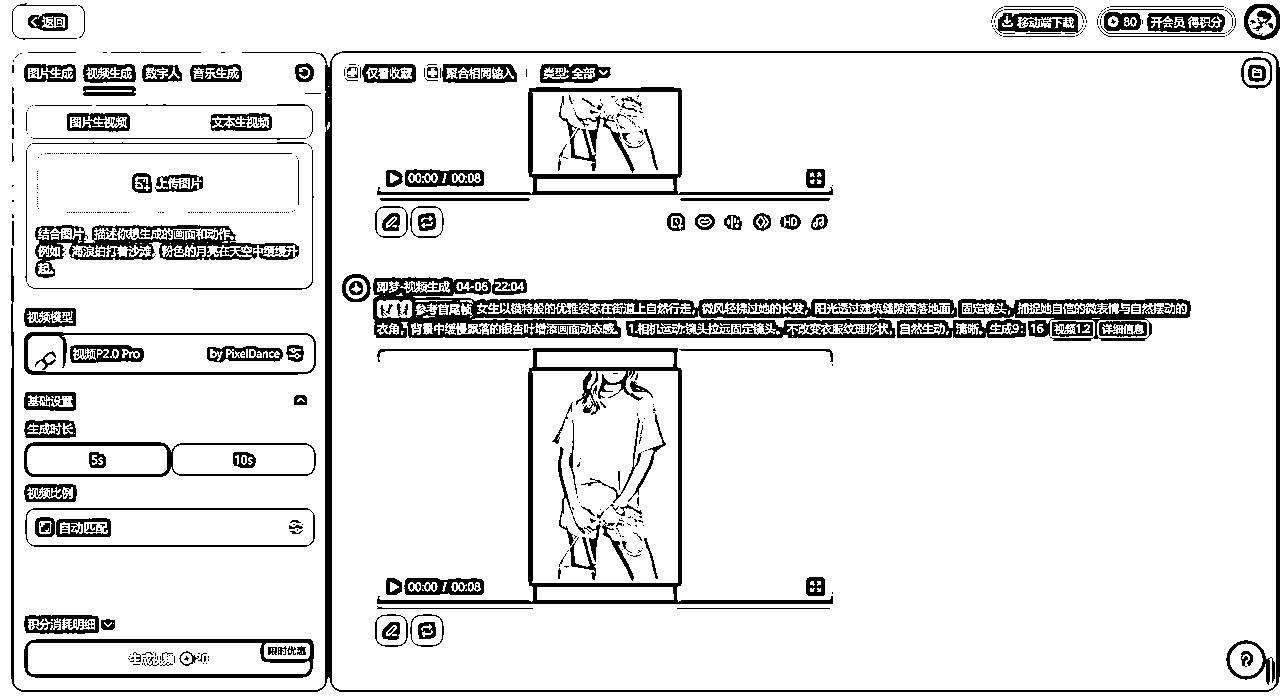 返回
移动端下载
80 开会员 得积分
图片生成 视频生成 数字人 音乐生成
图片生视频 文本生视频
上传图片
结合图片，描述你想生成的画面和动作。
例如：海浪拍打着沙滩，粉色的月亮在天空中缓缓升
起。
视频模型
视频P2.0 Pro by PixelDance
基础设置
生成时长
5s 10s
视频比例
自动匹配
积分消耗明细
限时优惠
生成视频 20
仅看收藏 聚合相同输入 类型: 全部
00:00 / 00:08
HD
即梦·视频生成 04-06 22:04
参考首尾帧 女生以模特般的优雅姿态在街道上自然行走，微风轻拂过她的长发，阳光透过建筑缝隙洒落地面，固定镜头，捕捉她自信的微表情与自然摆动的
衣角，背景中缓慢飘落的银杏叶增添画面动态感。 1.相机运动:镜头拉远固定镜头。不改变衣服纹理形状，自然生动，清晰，生成9：16 视频1.2 详细信息
00:00 / 00:08